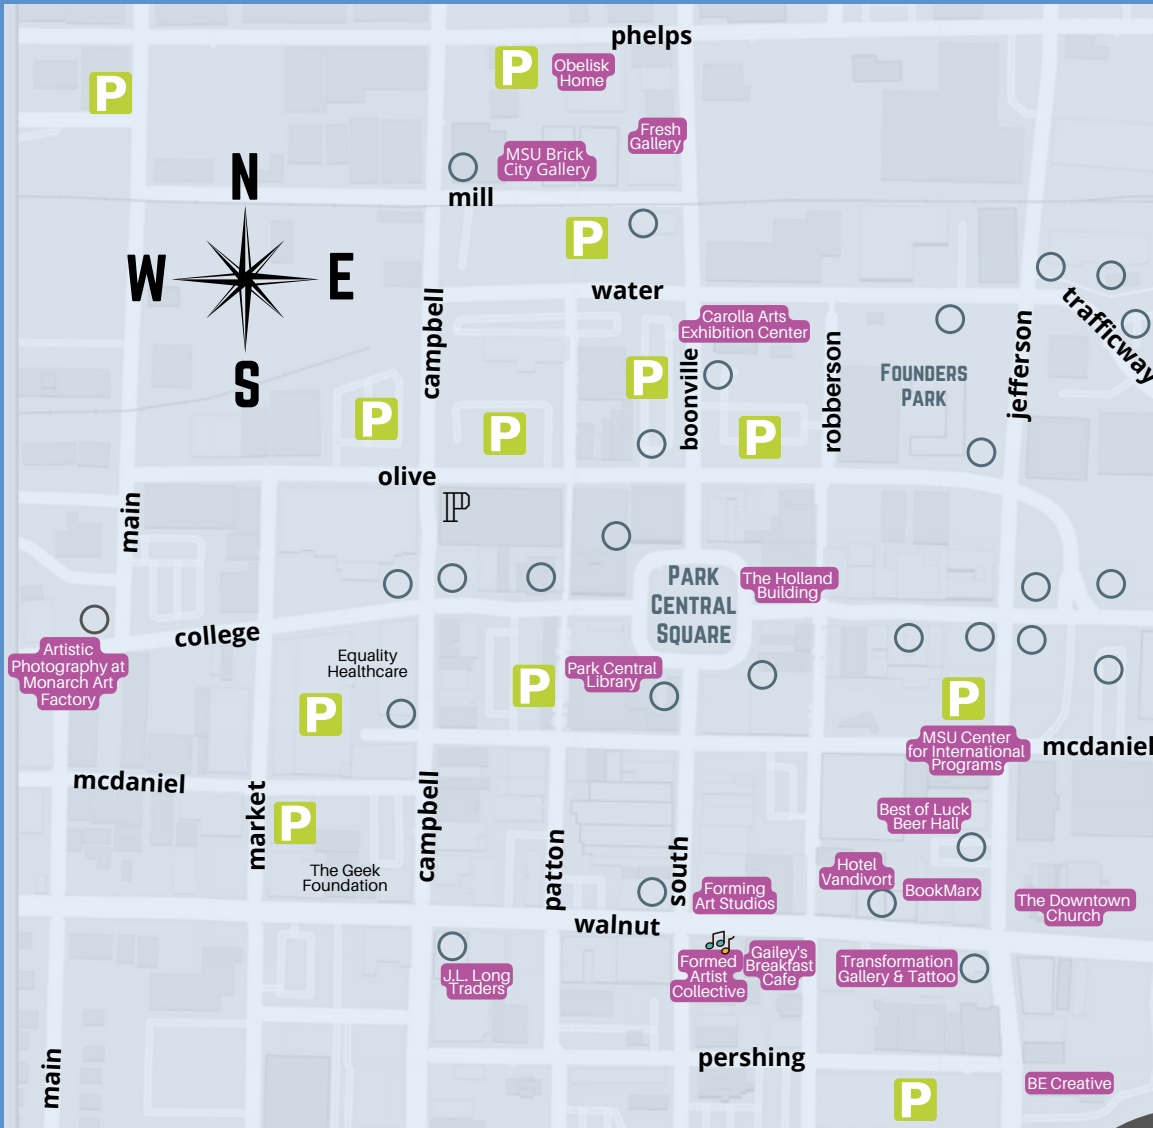 phelps
P
P
Obelisk
Home
Fresh
Gallery
MSU Brick
City Gallery
N
mill
W
E
S
P
water
trafficway
campbell
Carolla Arts
Exhibition Center
boonville
robberson
jefferson
Founders
Park
P
P
P
P
olive
P
main
Park
Central
Square
The Holland
Building
college
Artistic
Photography at
Monarch Art
Factory
Equality
Healthcare
P
P
Park Central
Library
P
MSU Center
for International
Programs
mcdaniel
mcdaniel
market
campbell
P
The Geek
Foundation
patton
south
Best of Luck
Beer Hall
Hotel
Vandivort
BookMarx
Forming
Art Studios
The Downtown
Church
walnut
J.L. Long
Traders
Formed
Artist
Collective
Gailey's
Breakfast
Cafe
Transformation
Gallery & Tattoo
main
pershing
P
BE Creative